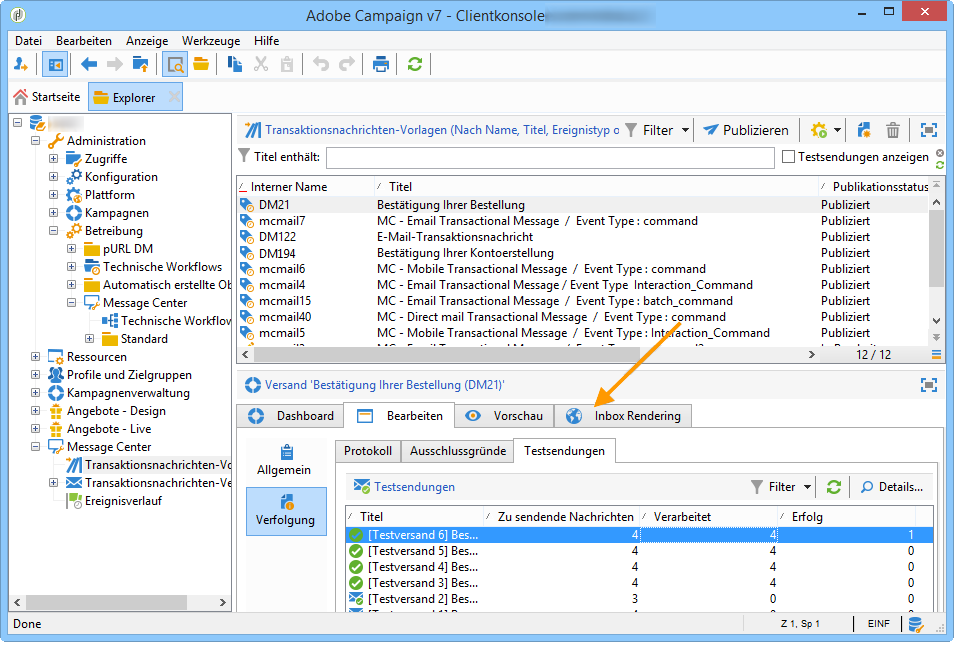 Adobe Campaign v7 - Clientkonsole
Datei Bearbeiten Anzeige Werkzeuge Hilfe
Startseite Explorer
Administration
Zugriffe
Konfiguration
Plattform
Kampagnen
Betreibung
pURL DM
Technische Workflows
Automatisch erstellte Ob
Message Center
Technische Workflow
Standard
Ressourcen
Profile und Zielgruppen
Kampagnenverwaltung
Angebote - Design
Angebote - Live
Message Center
Transaktionsnachrichten-Vo
Transaktionsnachrichten-Ve
Ereignisverlauf
Transaktionsnachrichten-Vorlagen (Nach Name, Titel, Ereignistyp o Filter Publizieren
Titel enthält: Testsendungen anzeigen
Interner Name Titel Publikationsstatus
DM21 Bestätigung Ihrer Bestellung Publiziert
mcmail7 MC - Email Transactional Message / Event Type : command Publiziert
DM122 E-Mail-Transaktionsnachricht Publiziert
DM194 Bestätigung Ihrer Kontoerstellung Publiziert
mcmail6 MC - Mobile Transactional Message / Event Type : command Publiziert
mcmail4 MC - Email Transactional Message / Event Type Interaction_Command Publiziert
mcmail15 MC - Email Transactional Message / Event Type : batch_command Publiziert
mcmail40 MC - Direct mail Transactional Message / Event Type : command Publiziert
mcmail5 MC - Mobile Transactional Message / Event Type : Interaction_Command Publiziert
12 / 12
Versand 'Bestätigung Ihrer Bestellung (DM21)'
Dashboard Bearbeiten Vorschau Inbox Rendering
Allgemein
Verfolgung
Protokoll Ausschlussgründe Testsendungen
Testsendungen Filter Details...
Titel Zu sendende Nachrichten Verarbeitet Erfolg
[Testversand 6] Bes... 4 4 1
[Testversand 5] Bes... 4 4 0
[Testversand 4] Bes... 4 4 0
[Testversand 3] Bes... 4 4 0
[Testversand 2] Bes... 3 0 0
Done Z 1, Sp 1 EINF